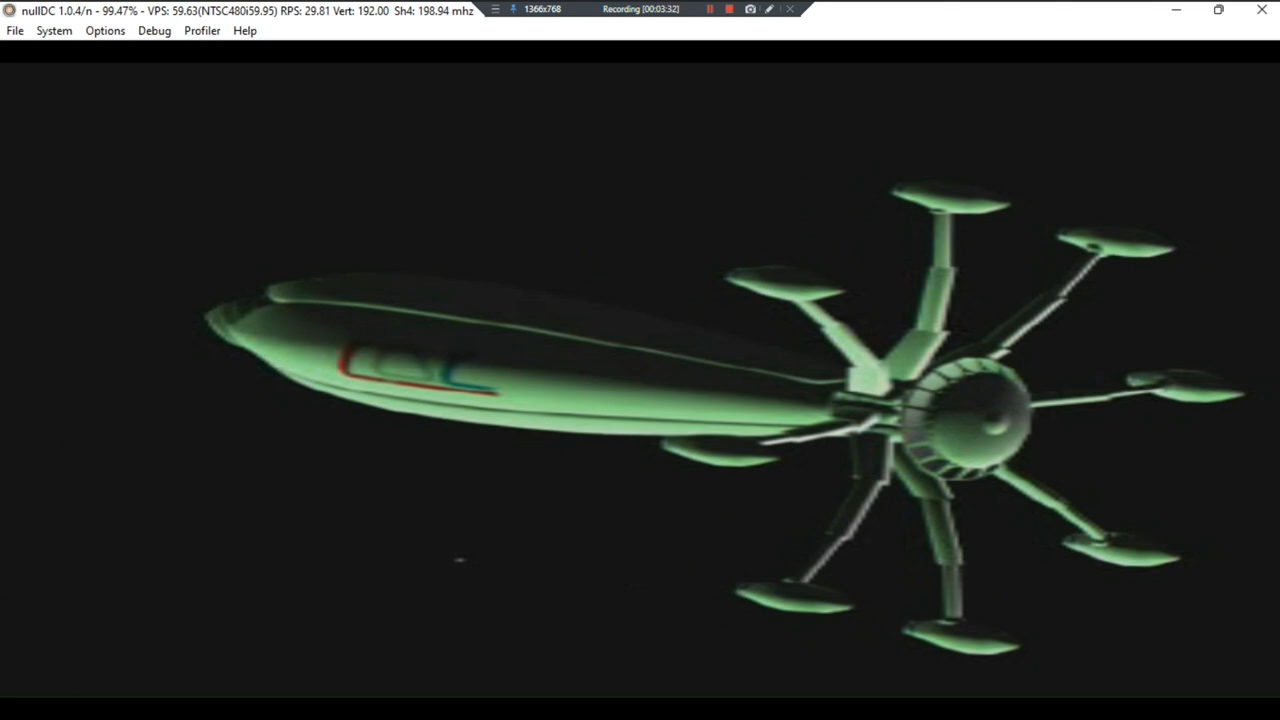 nullDC 1.0.4/n - 99.47% - VPS: 59.63(NTSC480i59.95) RPS: 29.81 Vert: 192.00 Sh4: 198.94 mhz
1366x768 Recording [00:03:32]
File System Options Debug Profiler Help